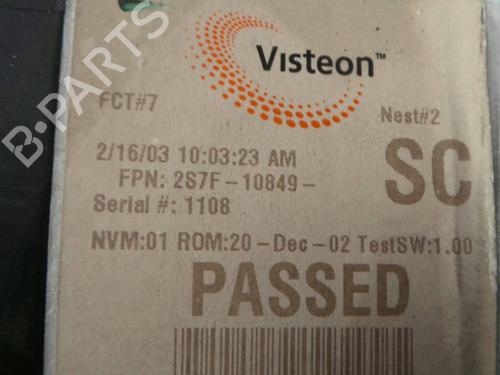 Visteon™
FCT#7
Nest#2
2/16/03 10:03:23 AM
SC
FPN: 2S7F-10849-
Serial #: 1108
NVM:01 ROM:20-Dec-02 TestSW:1.00
PASSED
B-PARTS